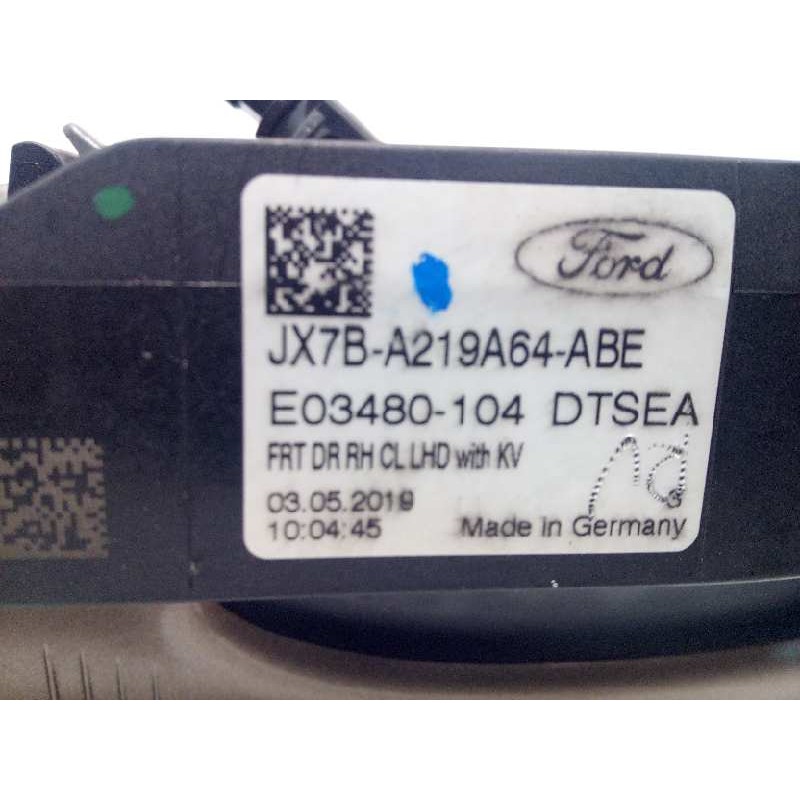 Ford
JX7B-A219A64-ABE
E03480-104 DTSEA
FRT DR RH CL LHD with KV
03.05.2019
10:04:45 Made in Germany